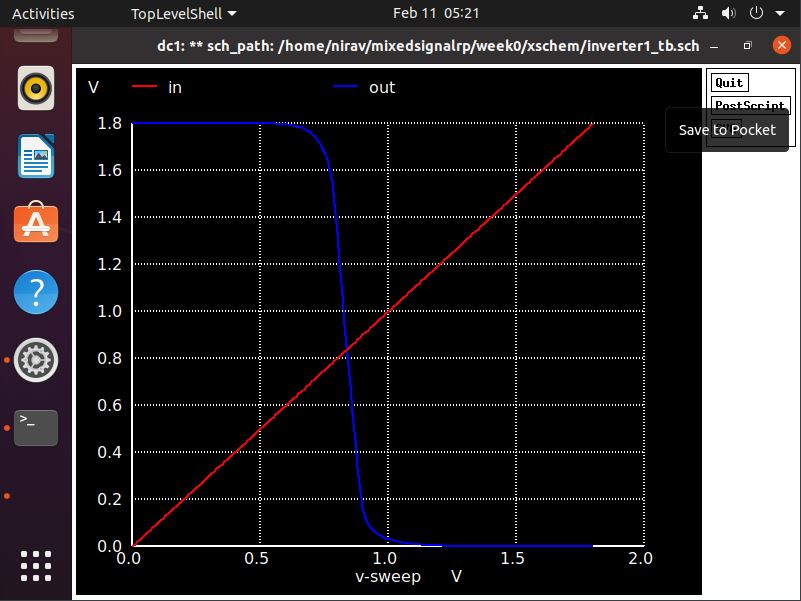 Activities TopLevelShell Feb 11 05:21
dc1: ** sch_path: /home/nirav/mixedsignalrp/week0/xschem/inverter1_tb.sch
V in out
Quit
PostScript
Save to Pocket
1.8
1.6
1.4
1.2
1.0
0.8
0.6
0.4
0.2
0.0
0.0 0.5 1.0 1.5 2.0
v-sweep V
?
>_